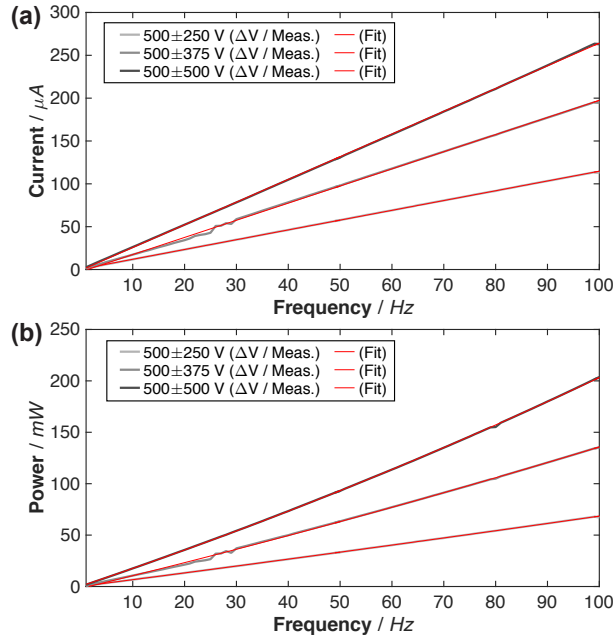 (a)
300
250
200
150
100
50
0
Current / μA
500±250 V (ΔV / Meas.) (Fit)
500±375 V (ΔV / Meas.) (Fit)
500±500 V (ΔV / Meas.) (Fit)
10 20 30 40 50 60 70 80 90 100
Frequency / Hz
(b)
250
200
150
100
50
0
Power / mW
500±250 V (ΔV / Meas.) (Fit)
500±375 V (ΔV / Meas.) (Fit)
500±500 V (ΔV / Meas.) (Fit)
10 20 30 40 50 60 70 80 90 100
Frequency / Hz